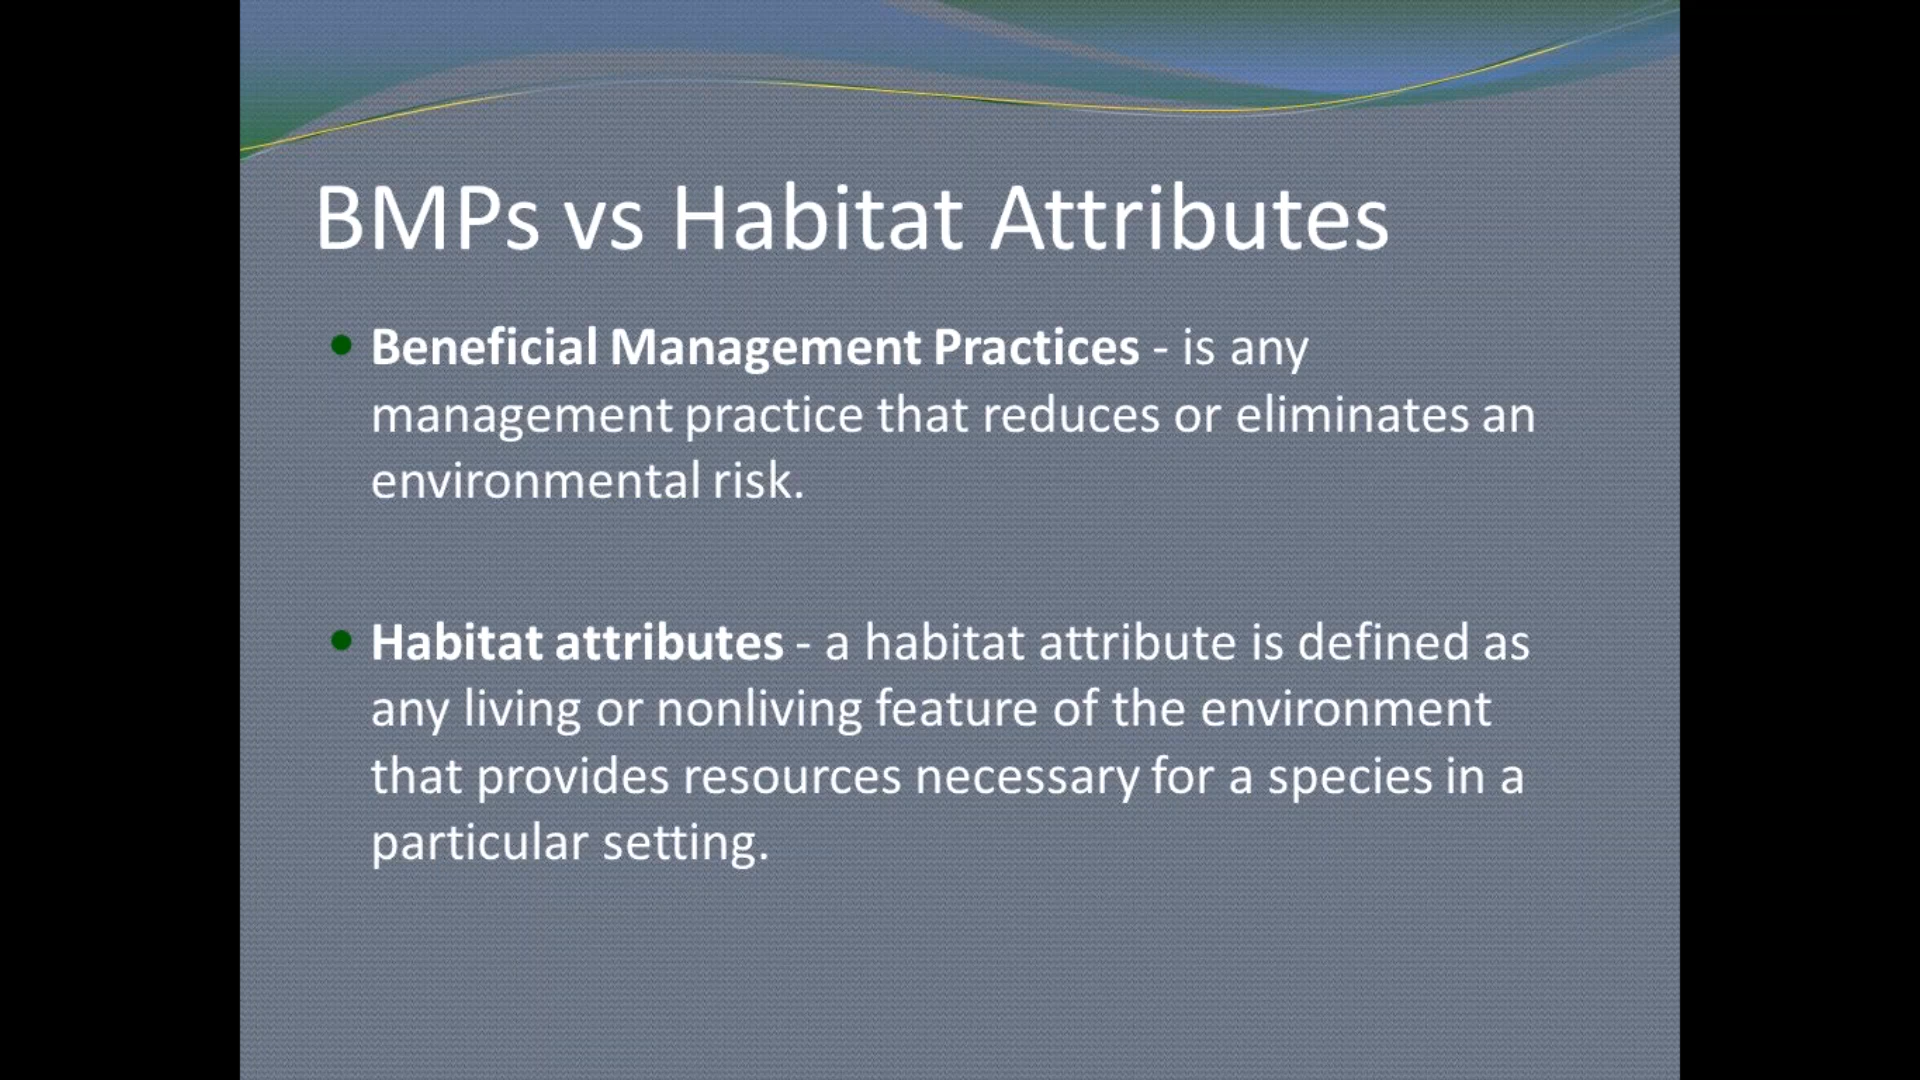 BMPs vs Habitat Attributes
Beneficial Management Practices - is any
management practice that reduces or eliminates an
environmental risk.
Habitat attributes - a habitat attribute is defined as
any living or nonliving feature of the environment
that provides resources necessary for a species in a
particular setting.